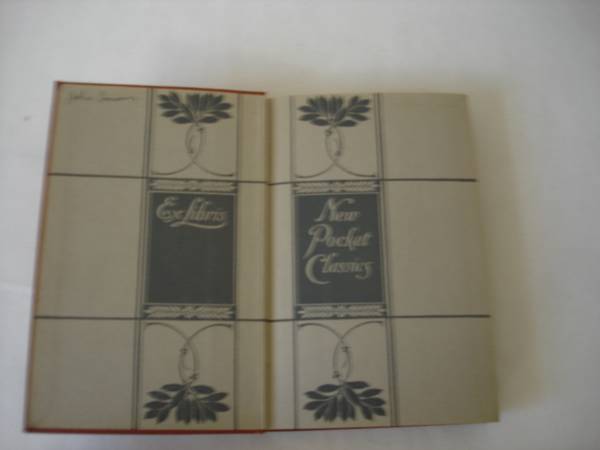 Ex Libris
New
Pocket
Classics